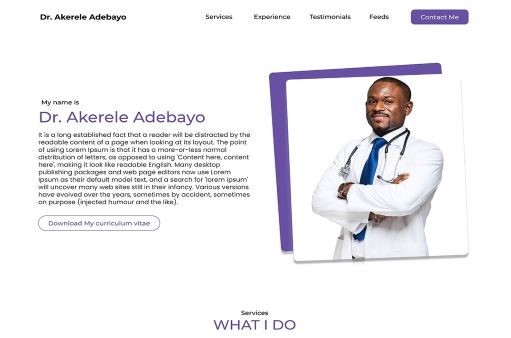 Dr. Akerele Adebayo
Services Experience Testimonials Feeds Contact Me
My name is
Dr. Akerele Adebayo
It is a long established fact that a reader will be distracted by the
readable content of a page when looking at its layout. The point
of using Lorem Ipsum is that it has a more-or-less normal
distribution of letters, as opposed to using 'Content here, content
here', making it look like readable English. Many desktop
publishing packages and web page editors now use Lorem
Ipsum as their default model text, and a search for 'lorem ipsum'
will uncover many web sites still in their infancy. Various versions
have evolved over the years, sometimes by accident, sometimes
on purpose (injected humour and the like).
Download My curriculum vitae
Services
WHAT I DO